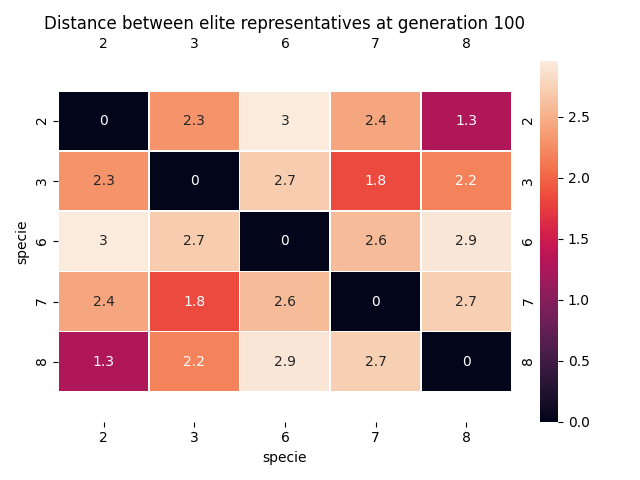 Distance between elite representatives at generation 100
2 3 6 7 8
2 0 2.3 3 2.4 1.3 2
3 2.3 0 2.7 1.8 2.2 3
6 3 2.7 0 2.6 2.9 6
7 2.4 1.8 2.6 0 2.7 7
8 1.3 2.2 2.9 2.7 0 8
2 3 6 7 8
specie
specie
2.5
2.0
1.5
1.0
0.5
0.0